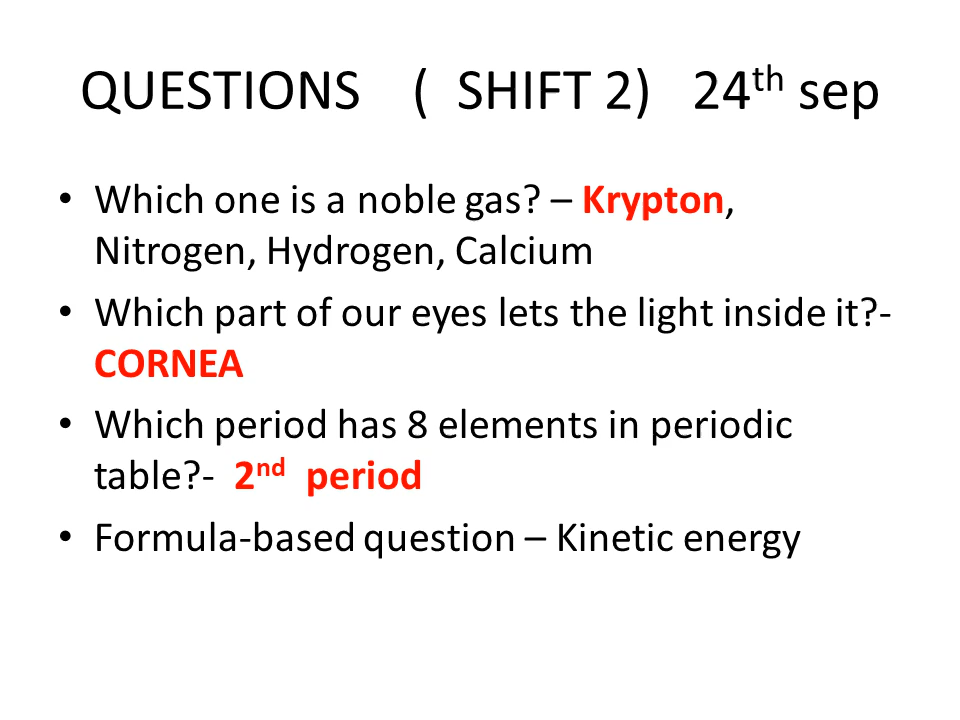 QUESTIONS ( SHIFT 2) 24th sep
• Which one is a noble gas? – Krypton,
Nitrogen, Hydrogen, Calcium
• Which part of our eyes lets the light inside it?-
CORNEA
• Which period has 8 elements in periodic
table?- 2nd period
• Formula-based question – Kinetic energy